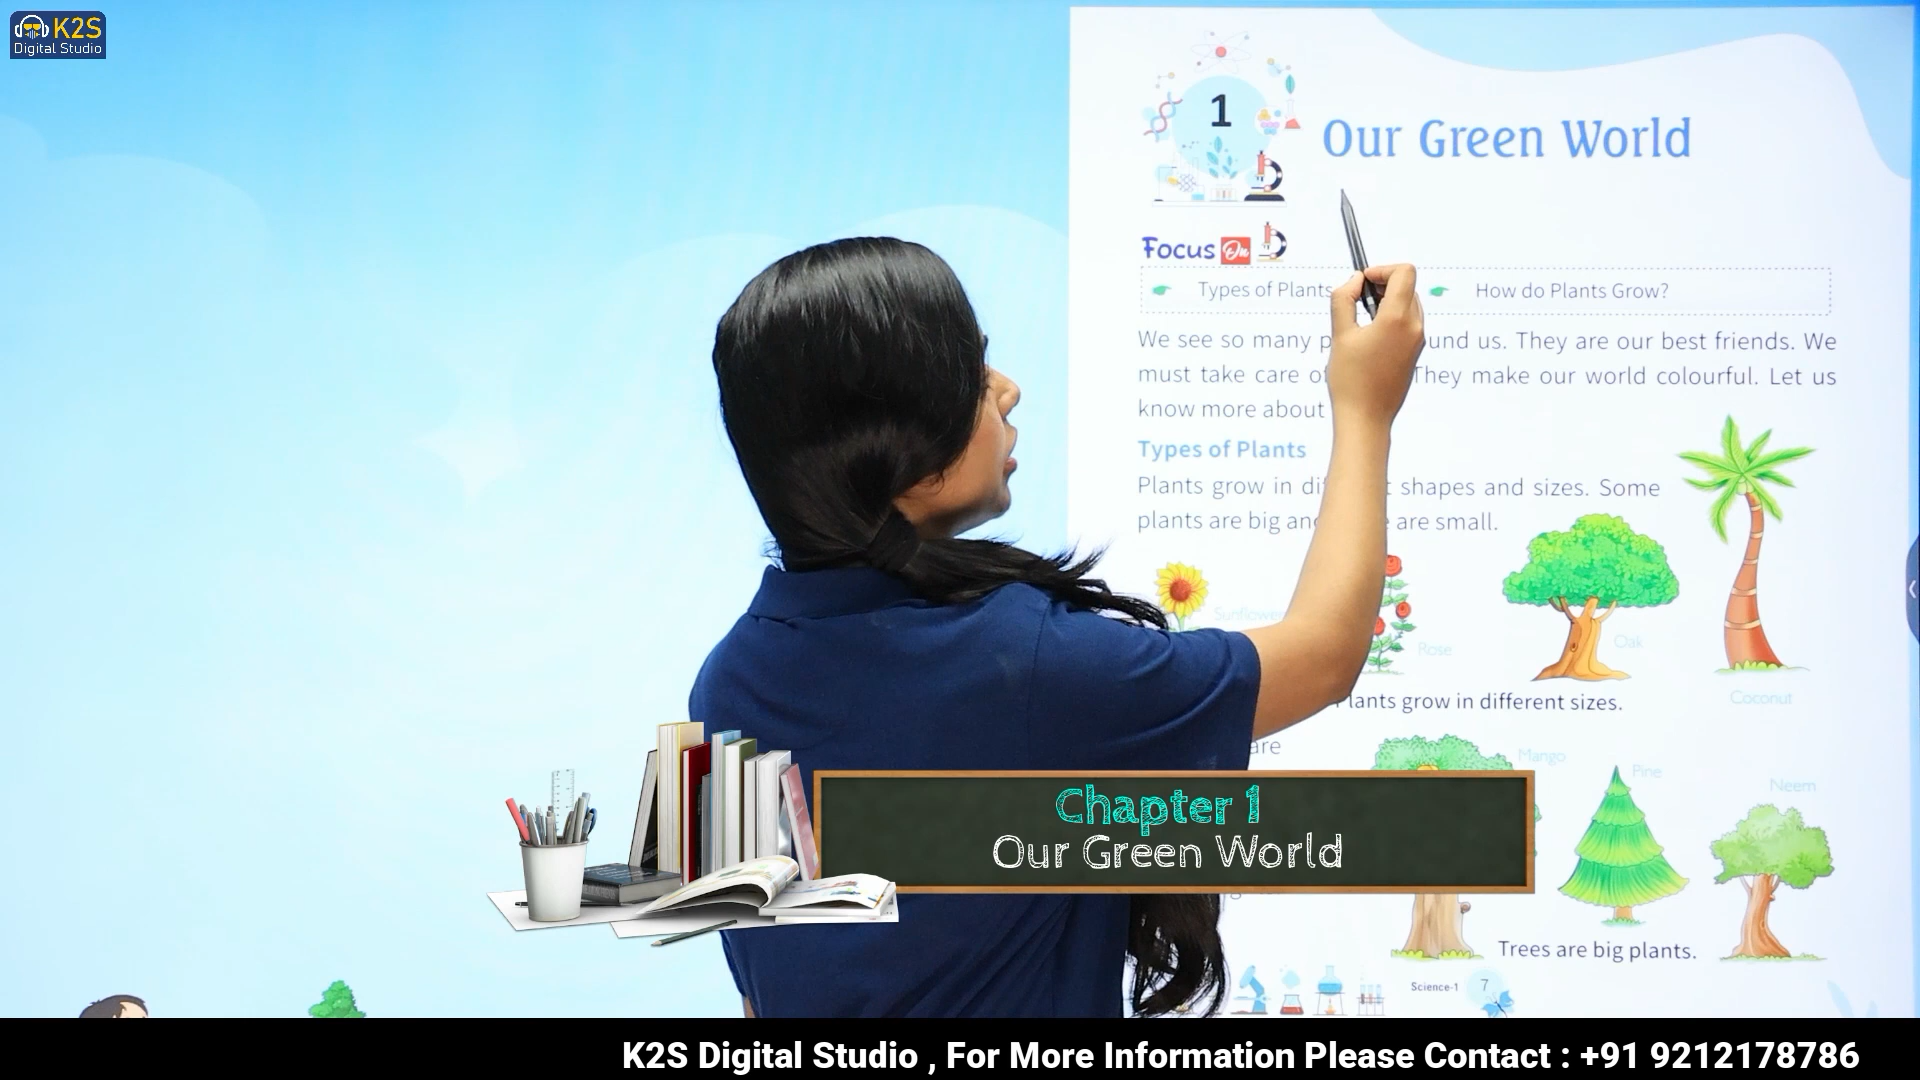 K2S
Digital Studio
1
Our Green World
Focus On
Types of Plants
How do Plants Grow?
We see so many und us. They are our best friends. We
must take care They make our world colourful. Let us
know more about
Types of Plants
Plants grow in shapes and sizes. Some
plants are big are small.
Sunflower
Rose
Oak
Coconut
Plants grow in different sizes.
are
Mango
Pine
Neem
Chapter 1
Our Green World
Trees are big plants.
Science-1 7
K2S Digital Studio , For More Information Please Contact : +91 9212178786